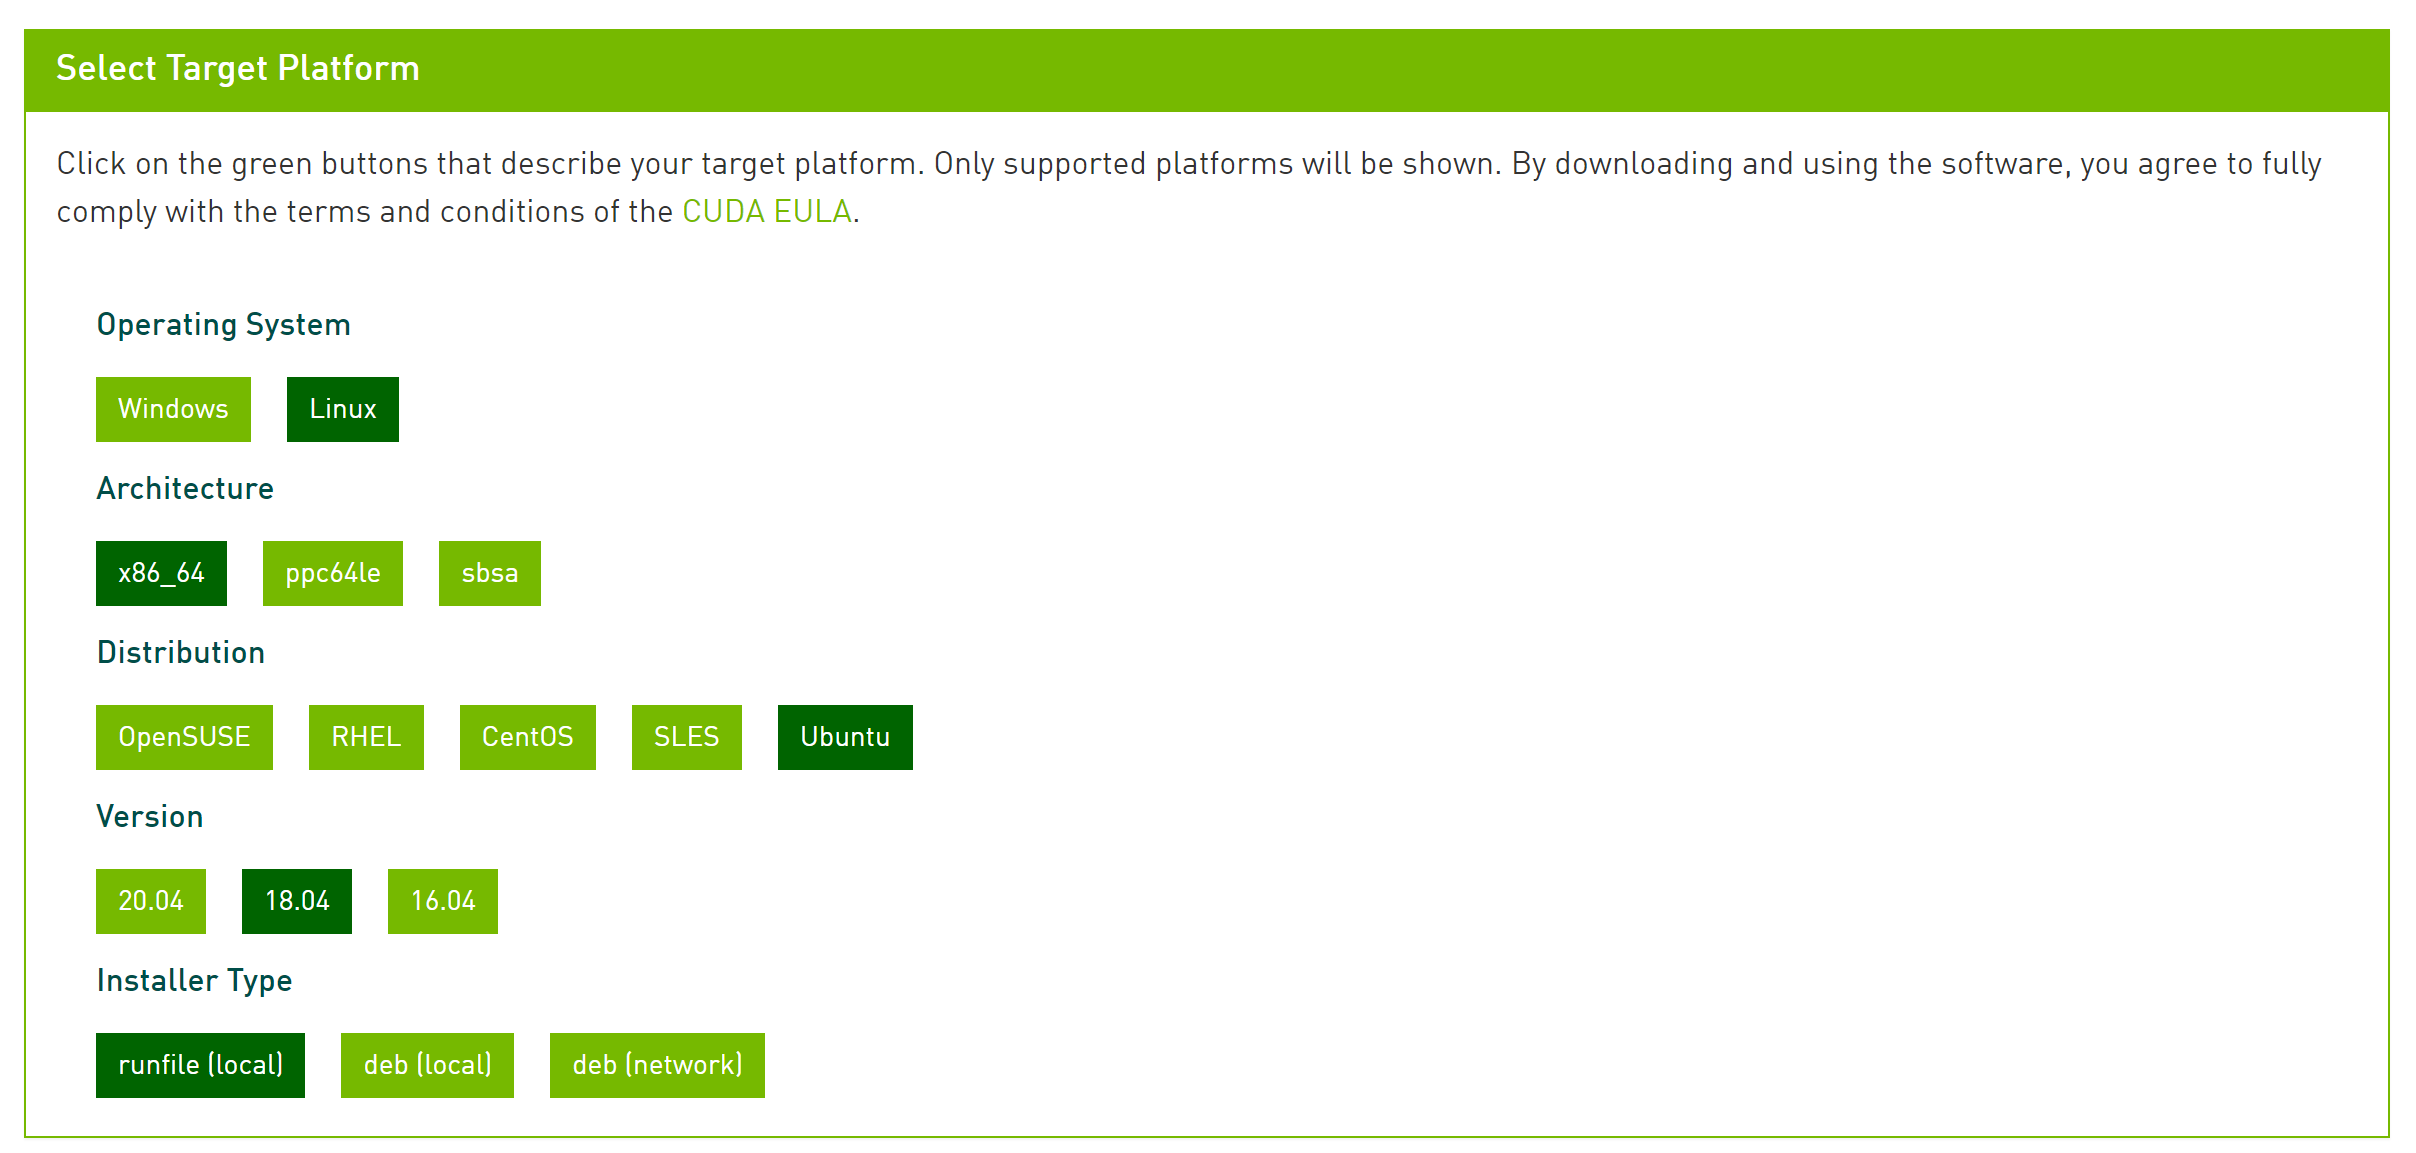 Select Target Platform
Click on the green buttons that describe your target platform. Only supported platforms will be shown. By downloading and using the software, you agree to fully
comply with the terms and conditions of the CUDA EULA.
Operating System
Windows Linux
Architecture
x86_64 ppc64le sbsa
Distribution
OpenSUSE RHEL CentOS SLES Ubuntu
Version
20.04 18.04 16.04
Installer Type
runfile (local) deb (local) deb (network)